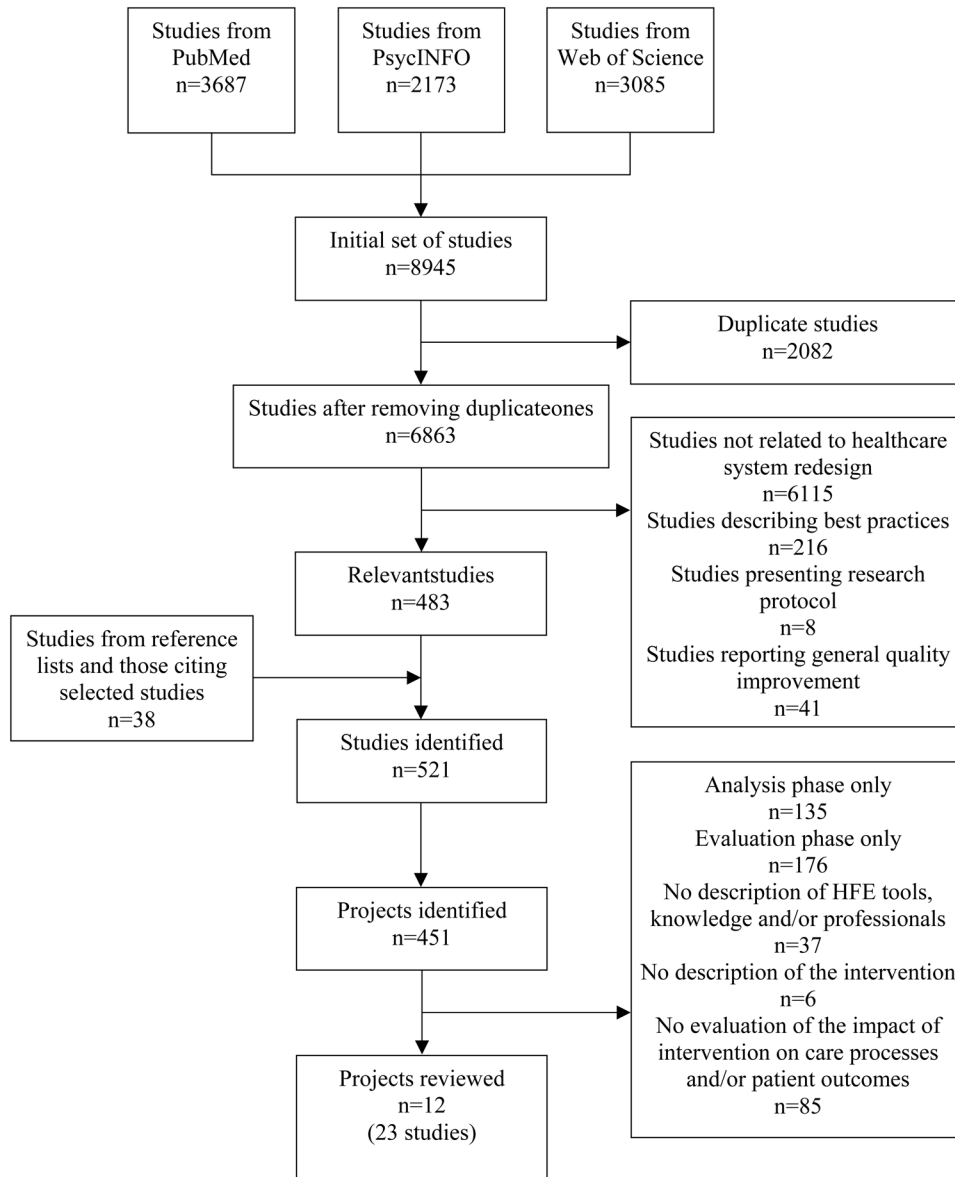 Studies from
PubMed
n=3687
Studies from
PsycINFO
n=2173
Studies from
Web of Science
n=3085
Initial set of studies
n=8945
Duplicate studies
n=2082
Studies after removing duplicateones
n=6863
Studies not related to healthcare
system redesign
n=6115
Studies describing best practices
n=216
Studies presenting research
protocol
n=8
Studies reporting general quality
improvement
n=41
Relevantstudies
n=483
Studies from reference
lists and those citing
selected studies
n=38
Studies identified
n=521
Analysis phase only
n=135
Evaluation phase only
n=176
No description of HFE tools,
knowledge and/or professionals
n=37
No description of the intervention
n=6
No evaluation of the impact of
intervention on care processes
and/or patient outcomes
n=85
Projects identified
n=451
Projects reviewed
n=12
(23 studies)